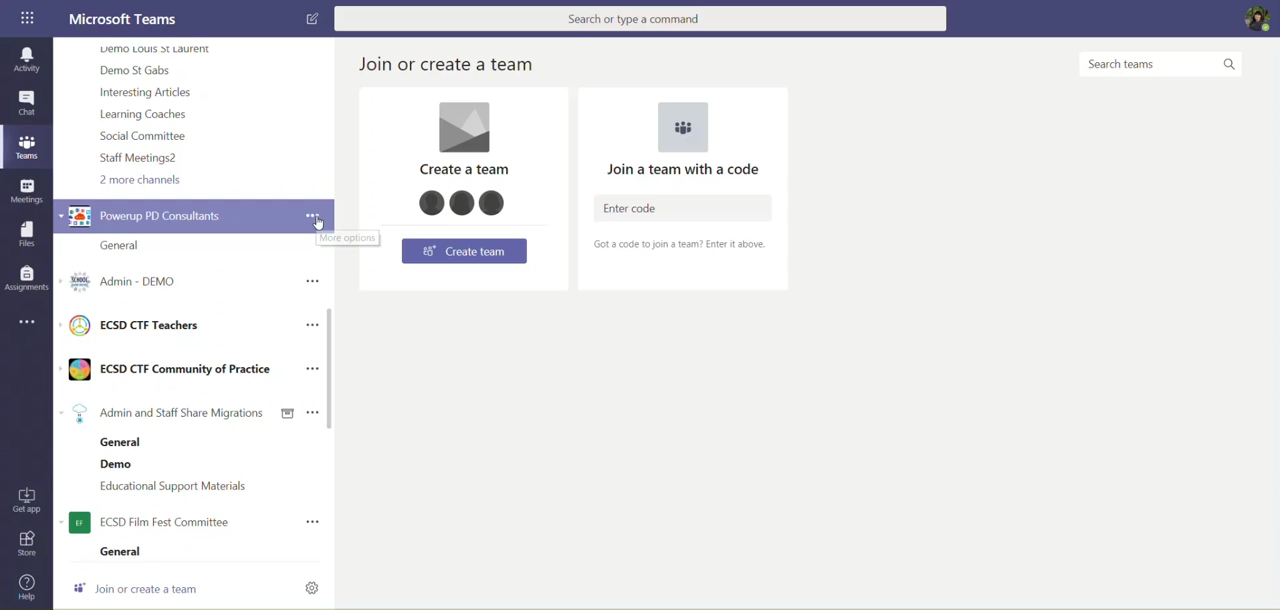 Microsoft Teams
Search or type a command
Activity
Chat
Teams
Meetings
Files
Assignments
Get app
Store
Help
Demo Louis St Laurent
Demo St Gabs
Interesting Articles
Learning Coaches
Social Committee
Staff Meetings2
2 more channels
Powerup PD Consultants
More options
General
Admin - DEMO
ECSD CTF Teachers
ECSD CTF Community of Practice
Admin and Staff Share Migrations
General
Demo
Educational Support Materials
EF
ECSD Film Fest Committee
General
Join or create a team
Join or create a team
Search teams
Create a team
Create team
Join a team with a code
Enter code
Got a code to join a team? Enter it above.